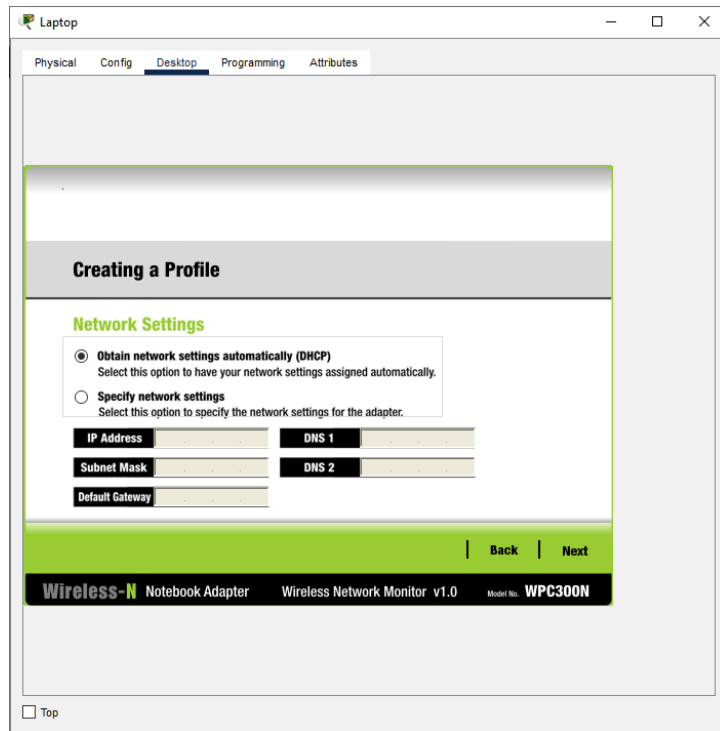 Laptop
Physical Config Desktop Programming Attributes
Creating a Profile
Network Settings
Obtain network settings automatically (DHCP)
Select this option to have your network settings assigned automatically.
Specify network settings
Select this option to specify the network settings for the adapter.
IP Address DNS 1
Subnet Mask DNS 2
Default Gateway
Back Next
Wireless-N Notebook Adapter Wireless Network Monitor v1.0 Model No. WPC300N
Top